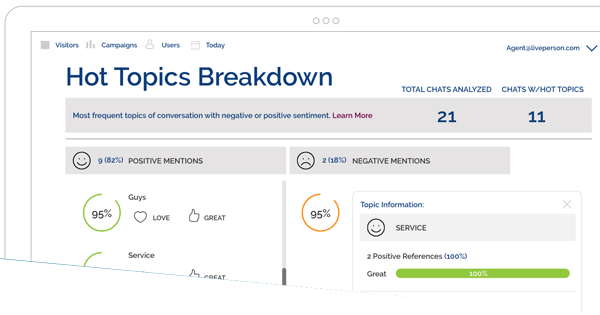 Visitors Campaigns Users Today
Agent@liveperson.com
Hot Topics Breakdown
TOTAL CHATS ANALYZED CHATS W/HOT TOPICS
Most frequent topics of conversation with negative or positive sentiment. Learn More
21 11
9 (82%) POSITIVE MENTIONS
2 (18%) NEGATIVE MENTIONS
Guys
95%
LOVE GREAT
Service
GREAT
95%
Topic Information:
SERVICE
2 Positive References (100%)
Great 100%